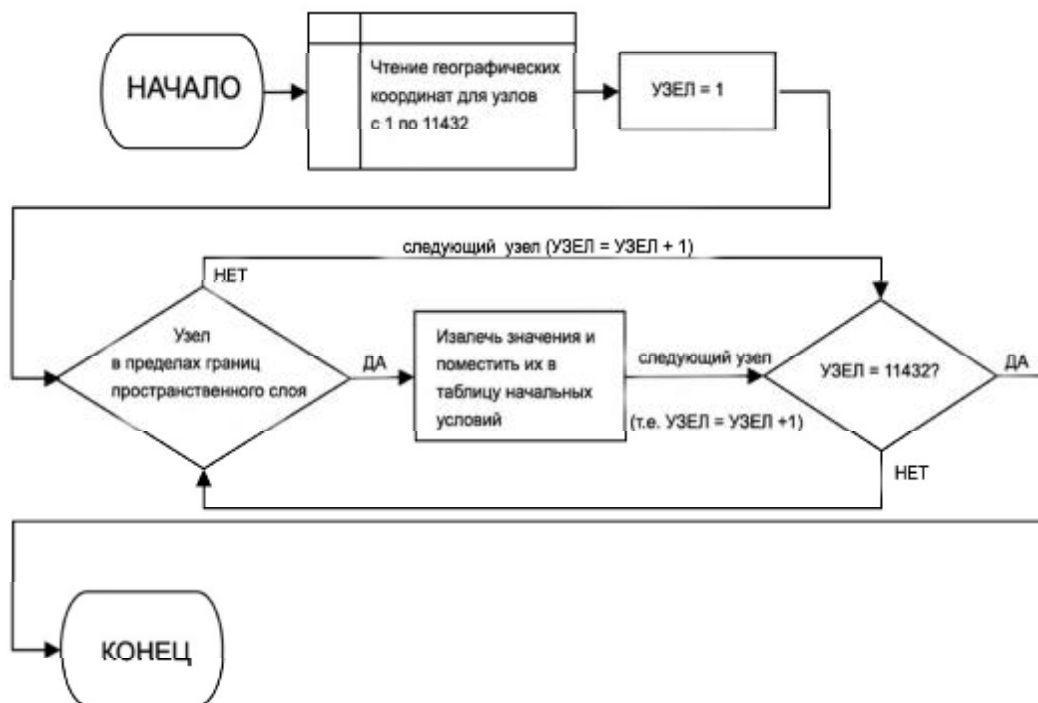 НАЧАЛО
Чтение географических
координат для узлов
с 1 по 11432
УЗЕЛ = 1
следующий узел (УЗЕЛ = УЗЕЛ + 1)
НЕТ
Узел
в пределах границ
пространственного слоя
ДА
Извлечь значения и
поместить их в
таблицу начальных
условий
следующий узел
(т.е. УЗЕЛ = УЗЕЛ +1)
УЗЕЛ = 11432?
ДА
НЕТ
КОНЕЦ